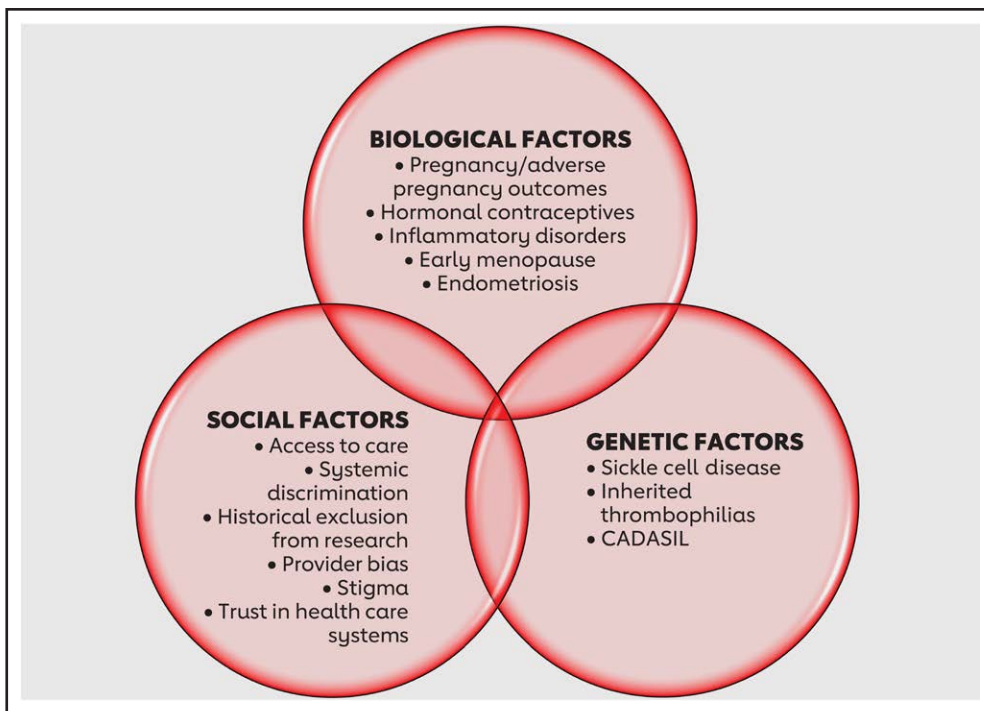 BIOLOGICAL FACTORS
• Pregnancy/adverse
pregnancy outcomes
• Hormonal contraceptives
• Inflammatory disorders
• Early menopause
• Endometriosis
SOCIAL FACTORS
• Access to care
• Systemic
discrimination
• Historical exclusion
from research
• Provider bias
• Stigma
• Trust in health care
systems
GENETIC FACTORS
• Sickle cell disease
• Inherited
thrombophilias
• CADASIL